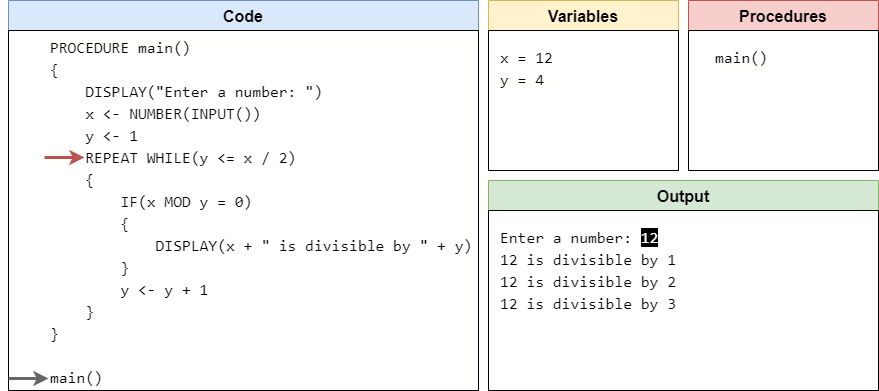 Code
PROCEDURE main()
{
DISPLAY("Enter a number: ")
x <- NUMBER(INPUT())
y <- 1
REPEAT WHILE(y <= x / 2)
{
IF(x MOD y = 0)
{
DISPLAY(x + " is divisible by " + y)
}
y <- y + 1
}
}
main()
Variables
x = 12
y = 4
Procedures
main()
Output
Enter a number: 12
12 is divisible by 1
12 is divisible by 2
12 is divisible by 3